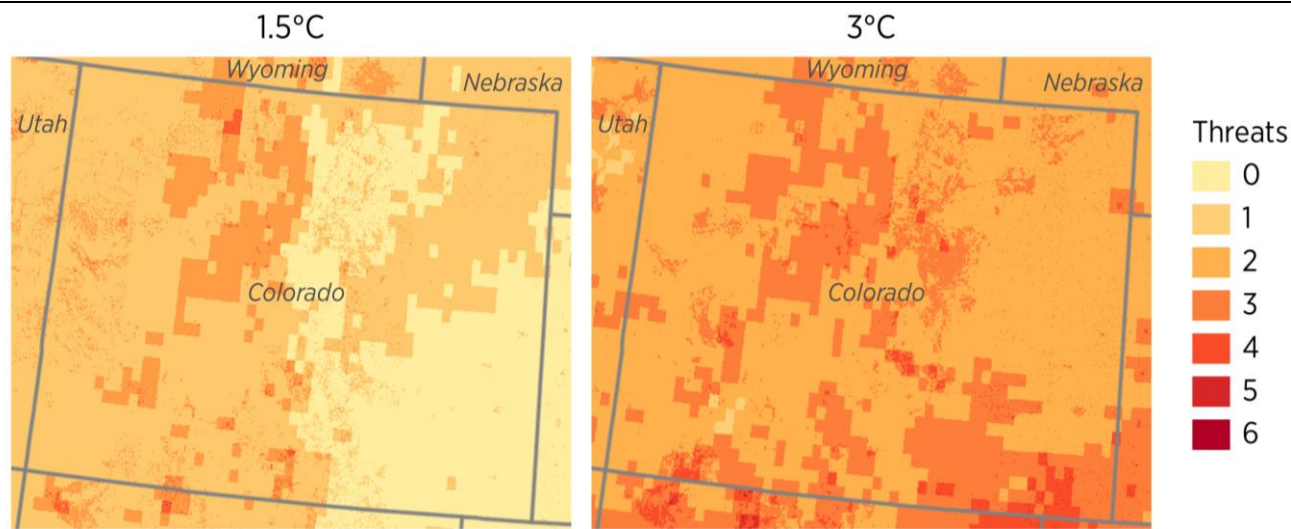 1.5°C
3°C
Wyoming
Nebraska
Utah
Colorado
Wyoming
Nebraska
Utah
Colorado
Threats
0
1
2
3
4
5
6